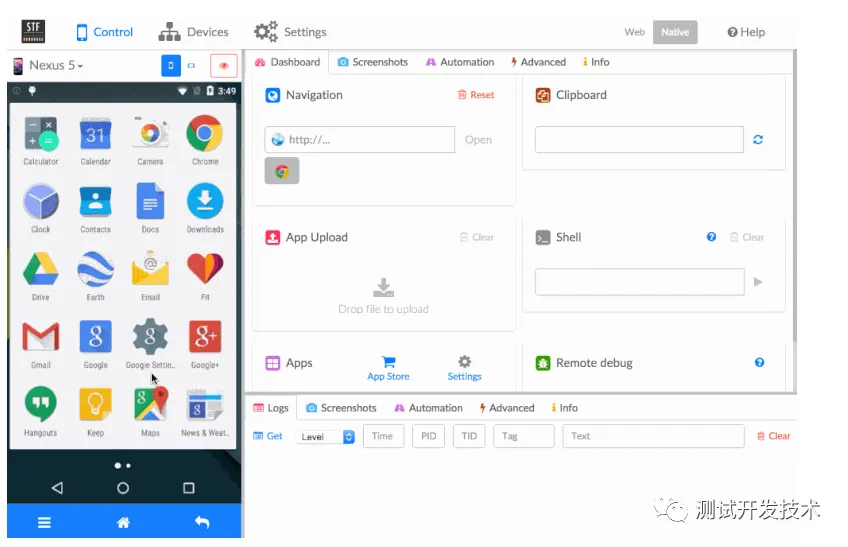 STF Control Devices Settings Web Native Help
Nexus 5
Dashboard Screenshots Automation Advanced Info
3:49
Navigation Reset Clipboard
http://... Open
Calculator Calendar Camera Chrome
31
Clock Contacts Docs Downloads
App Upload Clear Shell Clear
Drive Earth Email Fit
Drop file to upload
Gmail Google Google Settin.. Google+
Apps App Store Settings Remote debug
Hangouts Keep Maps News & Weat..
Logs Screenshots Automation Advanced Info
Get Level Time PID TID Tag Text Clear
测试开发技术